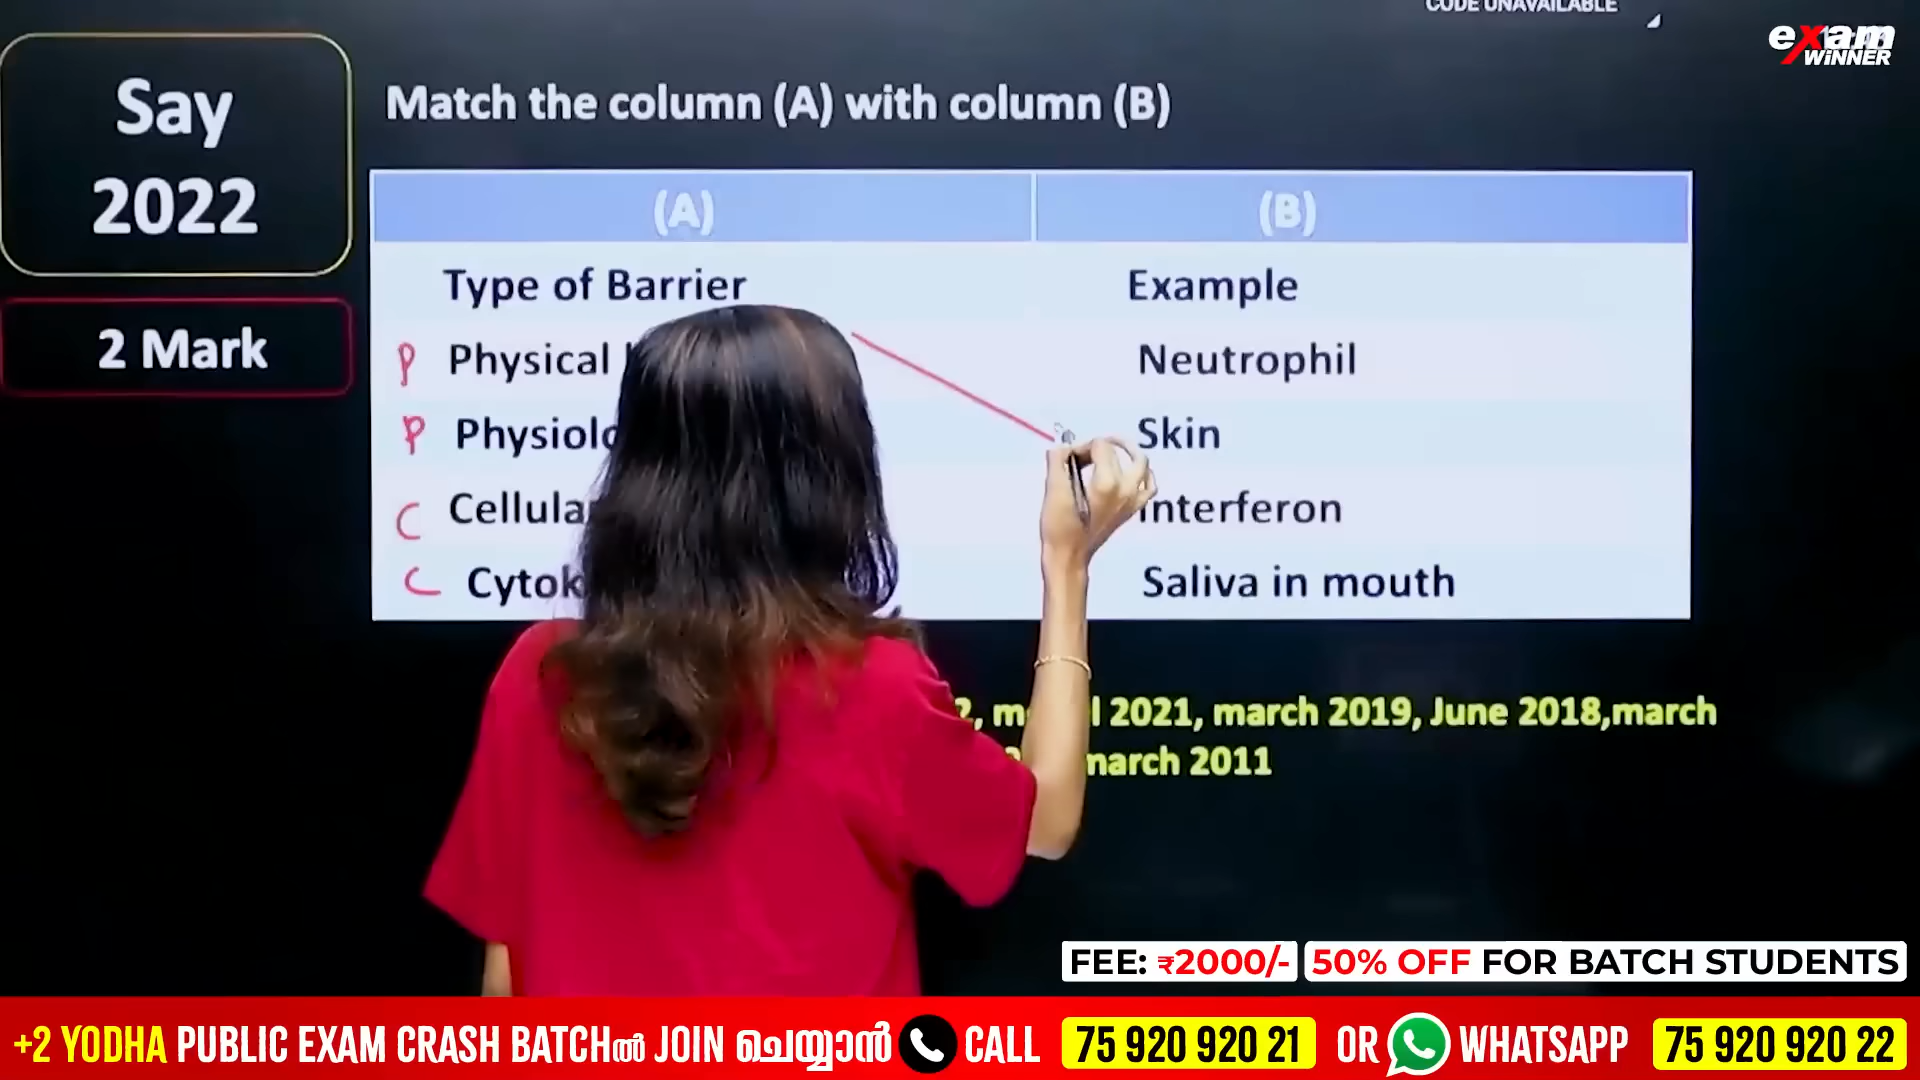 CODE UNAVAILABLE
exam
WiNNER
Say
2022
2 Mark
Match the column (A) with column (B)
(A) (B)
Type of Barrier Example
P Physical Neutrophil
P Skin
C Interferon
C Saliva in mouth
2021, march 2019, June 2018,march
march 2011
FEE: ₹2000/- 50% OFF FOR BATCH STUDENTS
+2 YODHA PUBLIC EXAM CRASH BATCHൽ JOIN ചെയ്യാൻ CALL 75 920 920 21 OR WHATSAPP 75 920 920 22